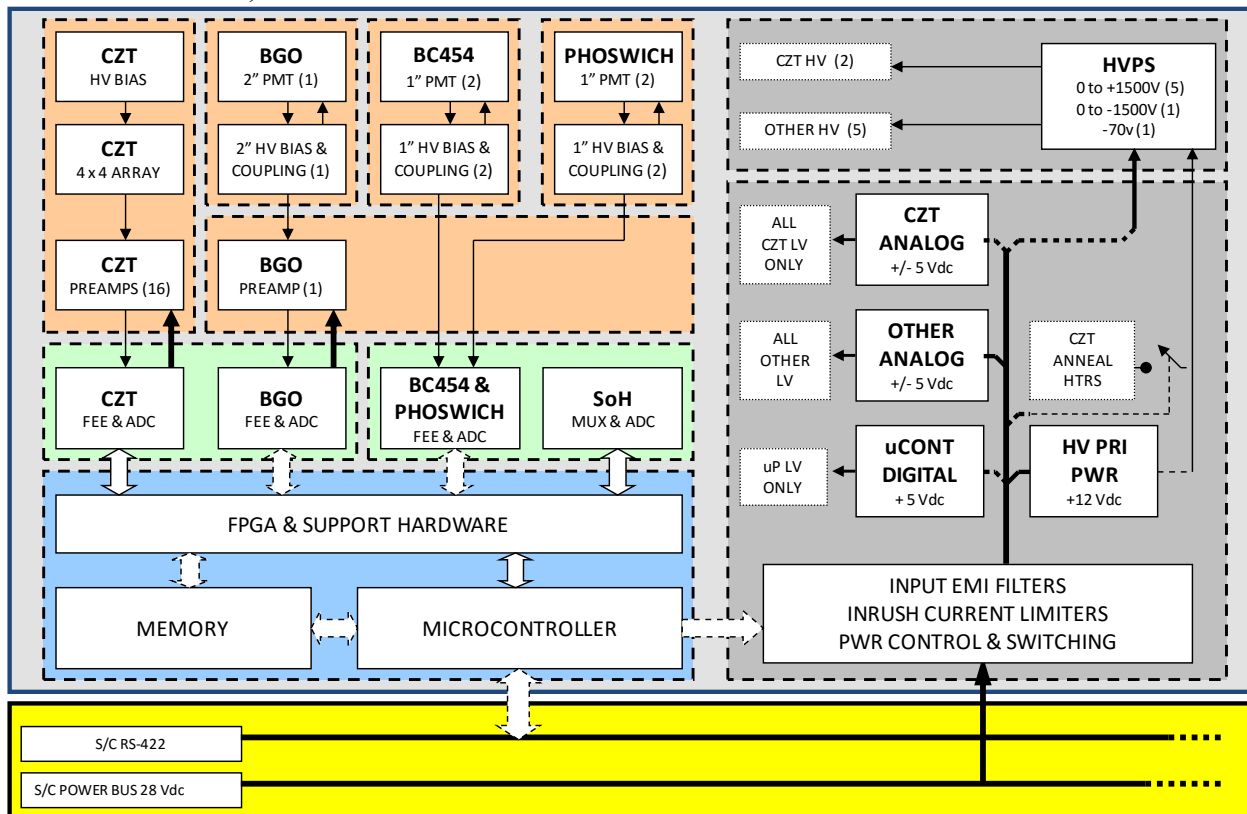 CZT
HV BIAS
BGO
2” PMT (1)
BC454
1” PMT (2)
PHOSWICH
1” PMT (2)
CZT
4 x 4 ARRAY
2” HV BIAS &
COUPLING (1)
1” HV BIAS &
COUPLING (2)
1” HV BIAS &
COUPLING (2)
CZT
PREAMPS (16)
BGO
PREAMP (1)
CZT
FEE & ADC
BGO
FEE & ADC
BC454 &
PHOSWICH
FEE & ADC
SoH
MUX & ADC
FPGA & SUPPORT HARDWARE
MEMORY
MICROCONTROLLER
CZT HV (2)
OTHER HV (5)
HVPS
0 to +1500V (5)
0 to -1500V (1)
-70v (1)
ALL
CZT LV
ONLY
CZT
ANALOG
+/- 5 Vdc
ALL
OTHER
LV
OTHER
ANALOG
+/- 5 Vdc
CZT
ANNEAL
HTRS
uP LV
ONLY
uCONT
DIGITAL
+ 5 Vdc
HV PRI
PWR
+12 Vdc
INPUT EMI FILTERS
INRUSH CURRENT LIMITERS
PWR CONTROL & SWITCHING
S/C RS-422
S/C POWER BUS 28 Vdc